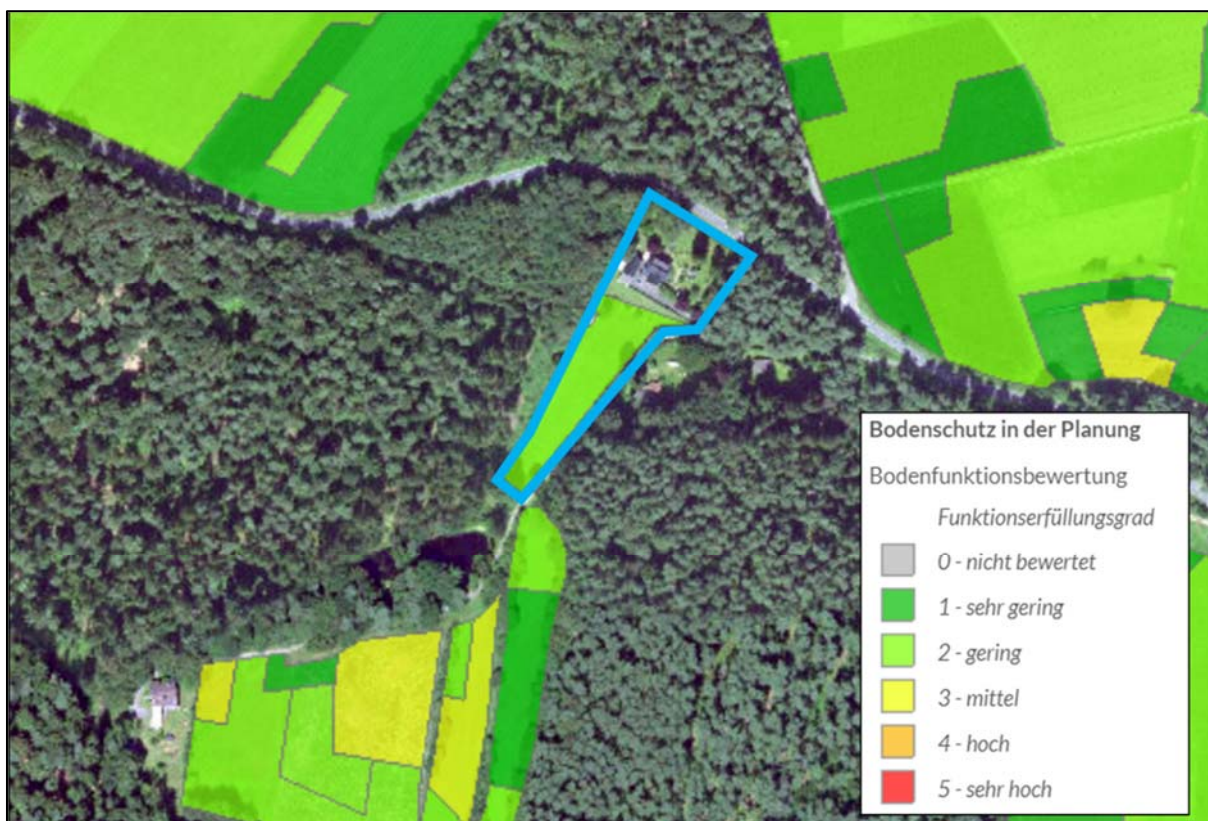 Bodenschutz in der Planung
Bodenfunktionsbewertung
Funktionserfüllungsgrad
0 - nicht bewertet
1 - sehr gering
2 - gering
3 - mittel
4 - hoch
5 - sehr hoch